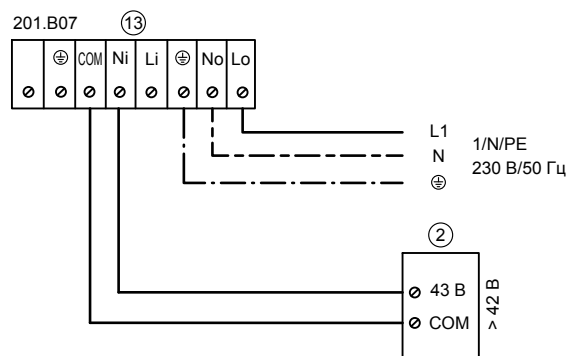 201.B07 13
⏚ COM Ni Li ⏚ No Lo
L1
N
⏚
1/N/PE
230 В/50 Гц
2
43 В
COM
> 42 В